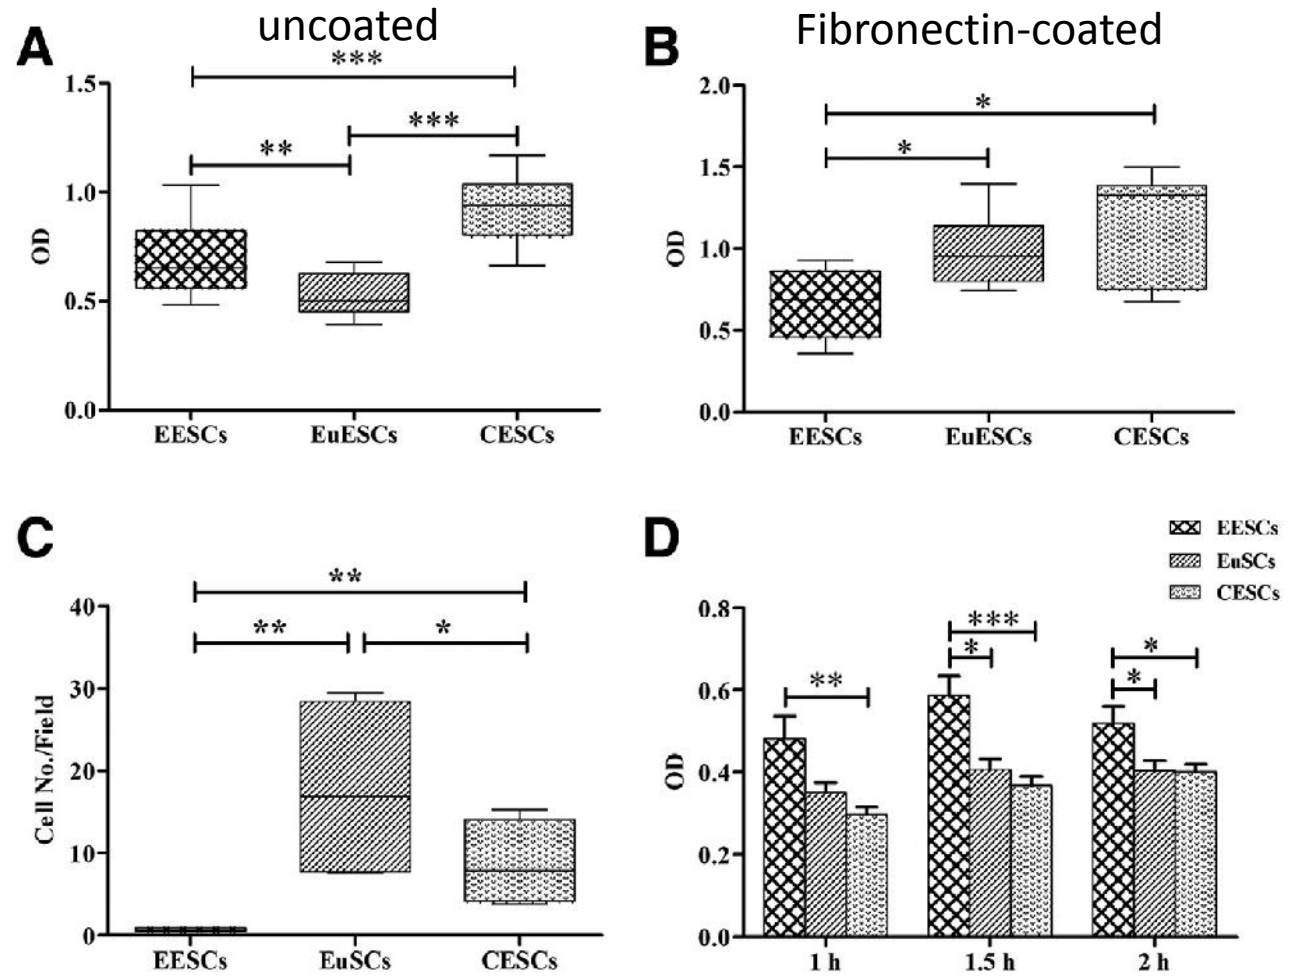 A
uncoated
***
**
***
1.5
1.0
0.5
0.0
OD
EESCs
EuESCs
CESCs
B
Fibronectin-coated
*
*
2.0
1.5
1.0
0.5
0.0
OD
EESCs
EuESCs
CESCs
C
**
**
*
40
30
20
10
0
Cell No./Field
EESCs
EuSCs
CESCs
D
EESCs
EuSCs
CESCs
**
***
*
*
*
0.8
0.6
0.4
0.2
0.0
OD
1 h
1.5 h
2 h